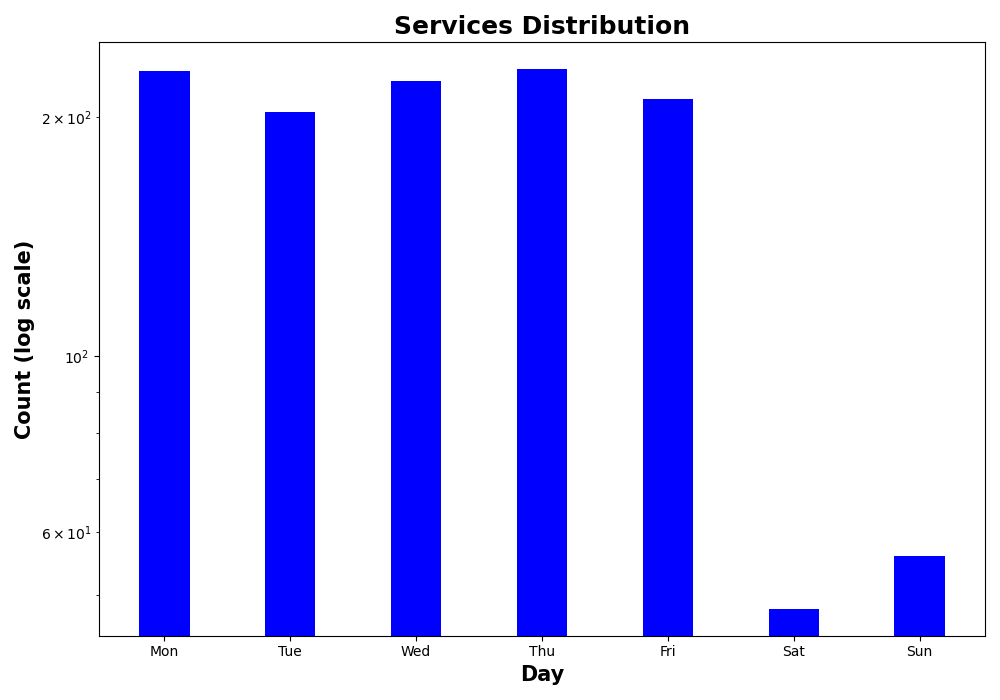 Services Distribution
Count (log scale)
2 × 10²
10²
6 × 10¹
Mon Tue Wed Thu Fri Sat Sun
Day